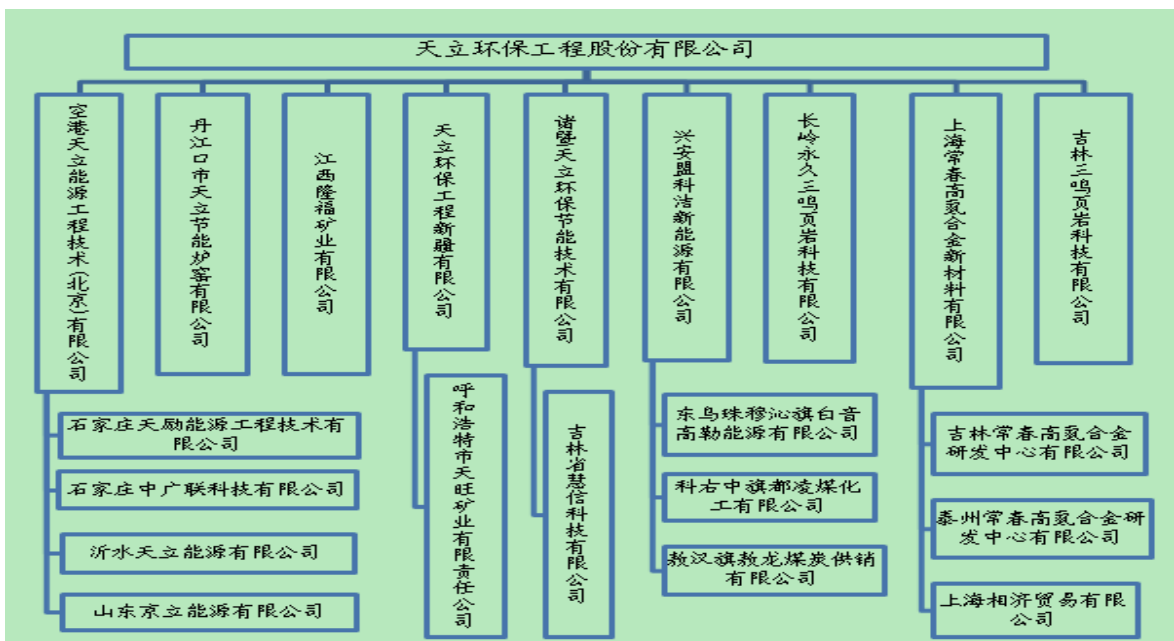 天立环保工程股份有限公司
空港天立能源工程技术(北京)有限公司
丹江口市天立节能炉窑有限公司
江西隆福矿业有限公司
天立环保工程新疆有限公司
诸暨天立环保节能技术有限公司
兴安盟科洁新能源有限公司
长岭永久三鸣页岩科技有限公司
上海常春高氮合金新材料有限公司
吉林三鸣页岩科技有限公司
石家庄天励能源工程技术有
限公司
石家庄中广联科技有限公司
沂水天立能源有限公司
山东京立能源有限公司
呼和浩特市天旺矿业有限责任公司
吉林省慧信科技有限公司
东乌珠穆沁旗白音
高勒能源有限公司
科右中旗都凌煤化
工有限公司
敖汉旗敖龙煤炭供销
有限公司
吉林常春高氮合金
研发中心有限公司
泰州常春高氮合金研
发中心有限公司
上海相济贸易有限公
司